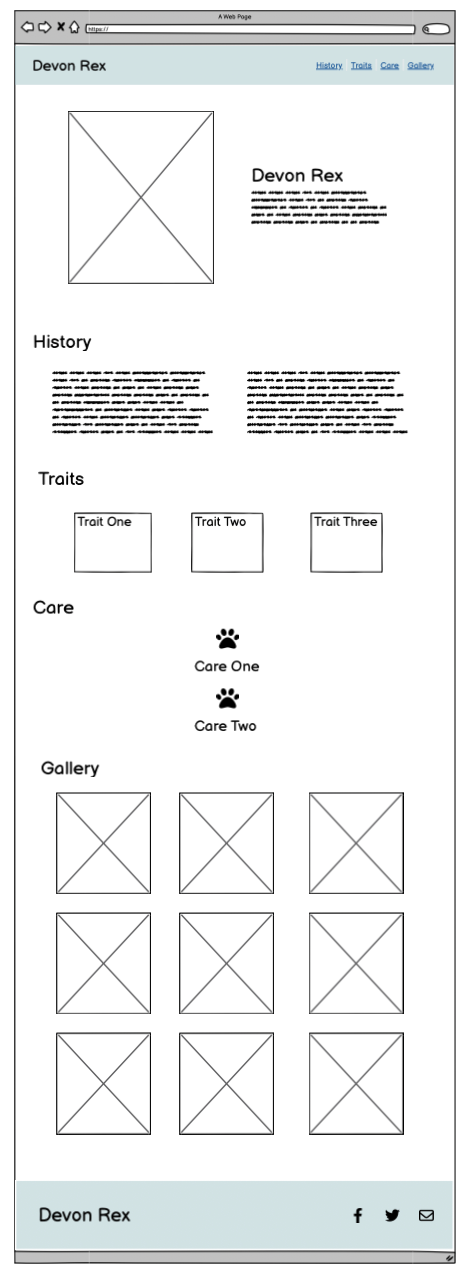 A Web Page
https://
Devon Rex
History Traits Care Gallery
Devon Rex
History
Traits
Trait One Trait Two Trait Three
Care
Care One
Care Two
Gallery
Devon Rex